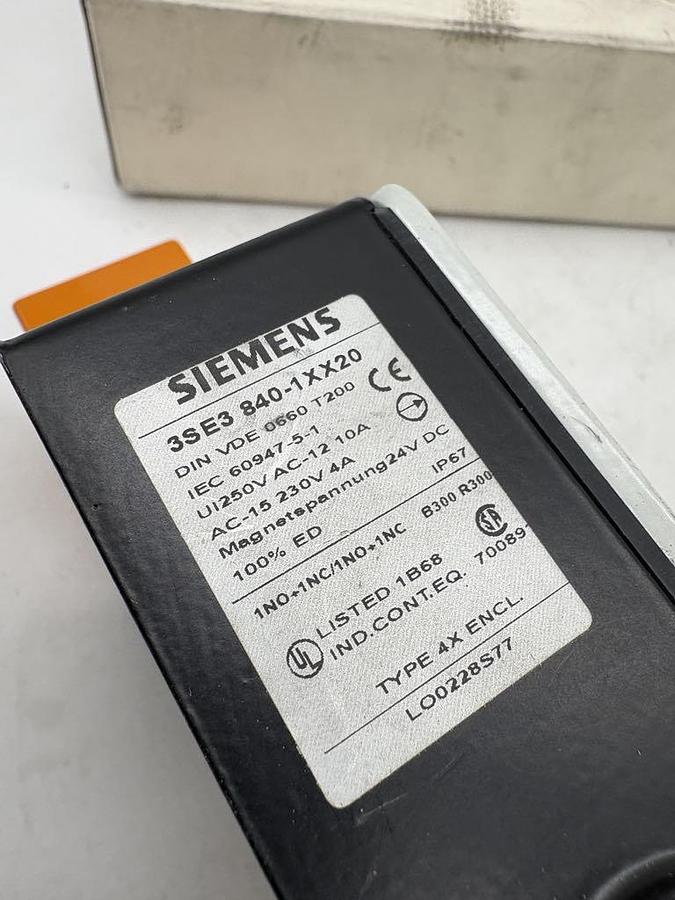 SIEMENS
3SE3 840-1XX20
DIN VDE 0660 T200 CE
IEC 60947-5-1
UI250V AC-12 10A
AC-15 230V 4A
Magnetspannung24V DC
100% ED IP67
1NO+1NC/1NO+1NC B300 R300
UL LISTED 1B68
IND.CONT.EQ.
TYPE 4X ENCL.
LO0228S77